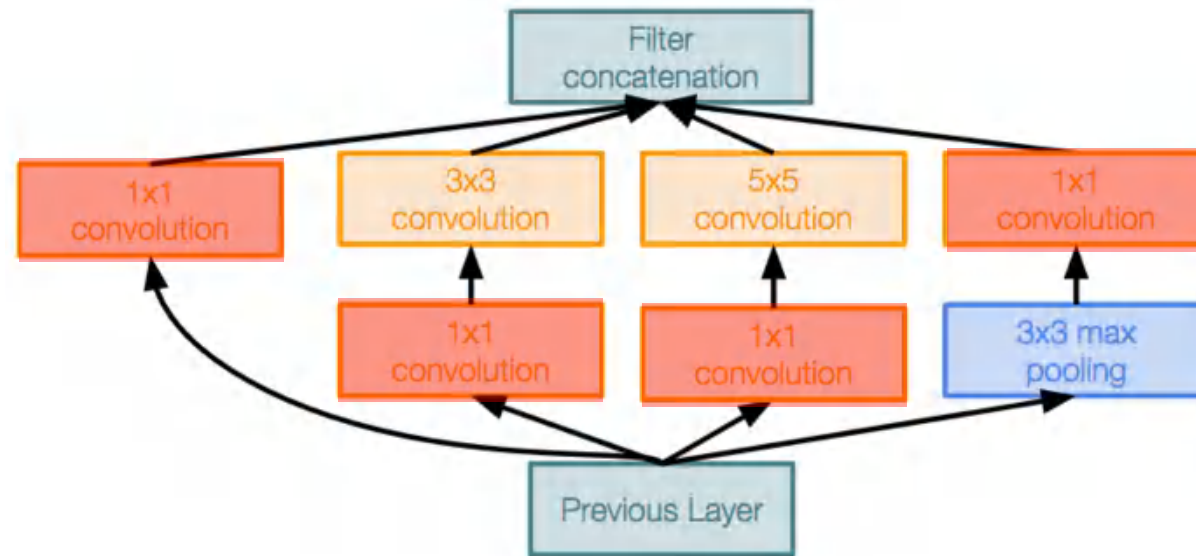 Filter
concatenation
1x1
convolution
3x3
convolution
5x5
convolution
1x1
convolution
1x1
convolution
1x1
convolution
3x3 max
pooling
Previous Layer